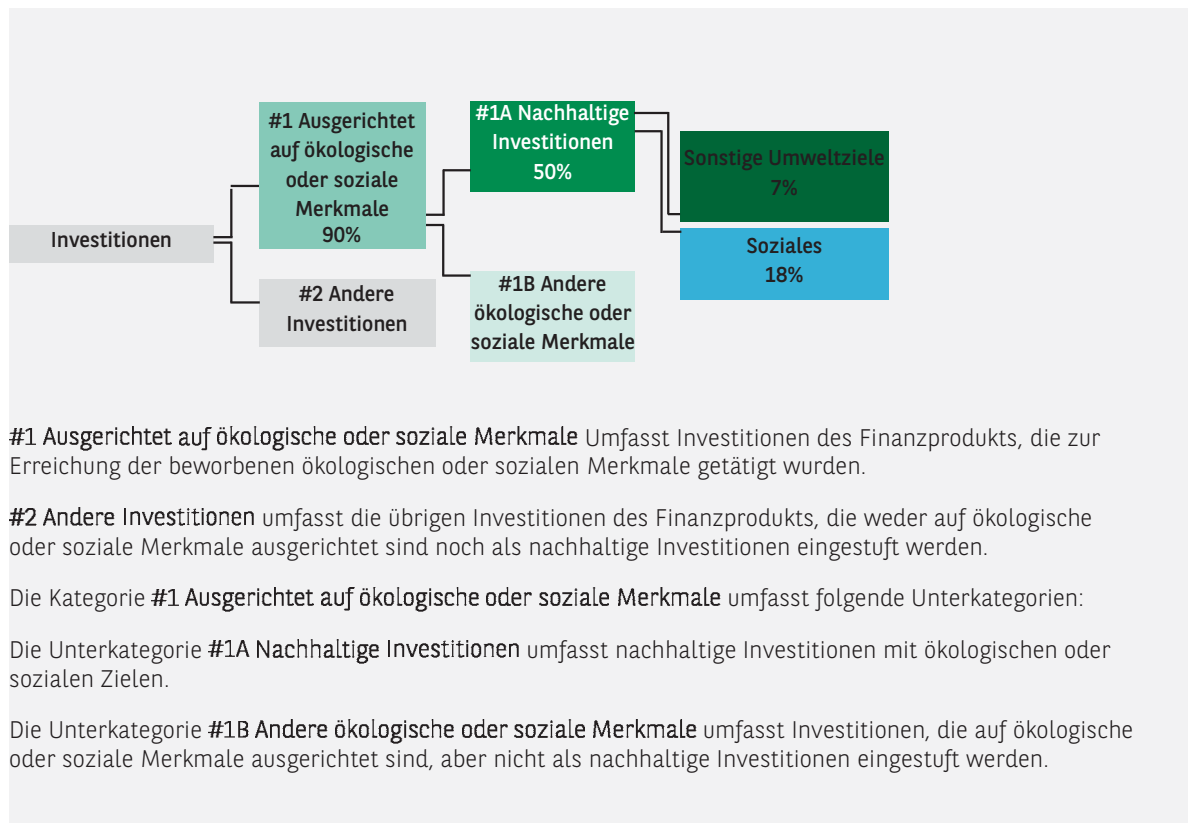 #1 Ausgerichtet
auf ökologische
oder soziale
Merkmale
90%
#1A Nachhaltige
Investitionen
50%
Sonstige Umweltziele
7%
Investitionen
Soziales
18%
#2 Andere
Investitionen
#1B Andere
ökologische oder
soziale Merkmale
#1 Ausgerichtet auf ökologische oder soziale Merkmale Umfasst Investitionen des Finanzprodukts, die zur
Erreichung der beworbenen ökologischen oder sozialen Merkmale getätigt wurden.
#2 Andere Investitionen umfasst die übrigen Investitionen des Finanzprodukts, die weder auf ökologische
oder soziale Merkmale ausgerichtet sind noch als nachhaltige Investitionen eingestuft werden.
Die Kategorie #1 Ausgerichtet auf ökologische oder soziale Merkmale umfasst folgende Unterkategorien:
Die Unterkategorie #1A Nachhaltige Investitionen umfasst nachhaltige Investitionen mit ökologischen oder
sozialen Zielen.
Die Unterkategorie #1B Andere ökologische oder soziale Merkmale umfasst Investitionen, die auf ökologische
oder soziale Merkmale ausgerichtet sind, aber nicht als nachhaltige Investitionen eingestuft werden.